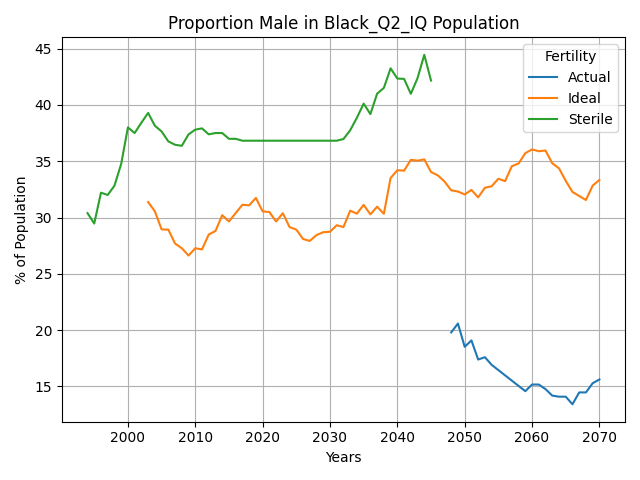 Proportion Male in Black_Q2_IQ Population
Fertility
Actual
Ideal
Sterile
% of Population
45
40
35
30
25
20
15
2000
2010
2020
2030
2040
2050
2060
2070
Years